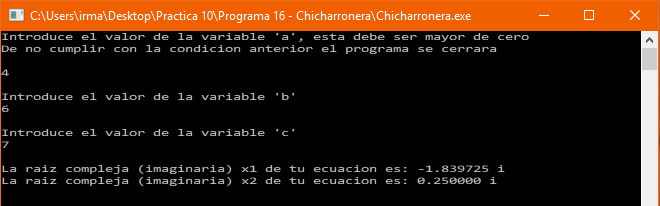 C:\Users\irma\Desktop\Practica 10\Programa 16 - Chicharronera\Chicharronera.exe
Introduce el valor de la variable 'a', esta debe ser mayor de cero
De no cumplir con la condicion anterior el programa se cerrara
4
Introduce el valor de la variable 'b'
6
Introduce el valor de la variable 'c'
7
La raiz compleja (imaginaria) x1 de tu ecuacion es: -1.839725 i
La raiz compleja (imaginaria) x2 de tu ecuacion es: 0.250000 i